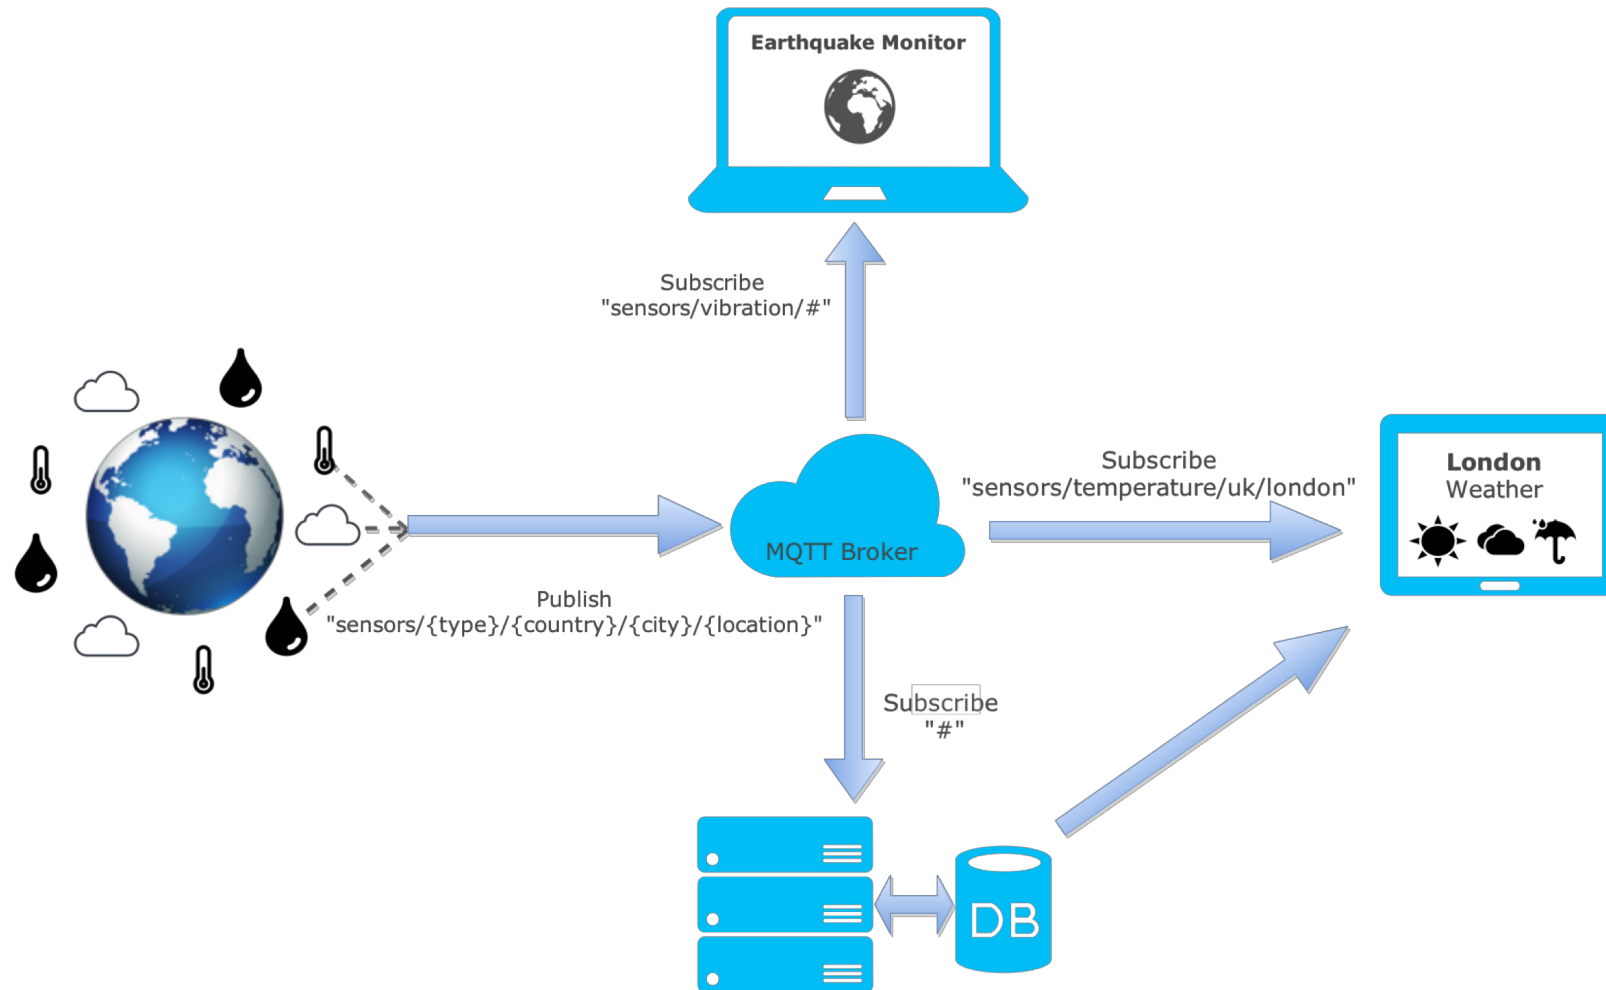 Earthquake Monitor
Subscribe
"sensors/vibration/#"
Subscribe
"sensors/temperature/uk/london"
London
Weather
MQTT Broker
Publish
"sensors/{type}/{country}/{city}/{location}"
Subscribe
"#"
DB